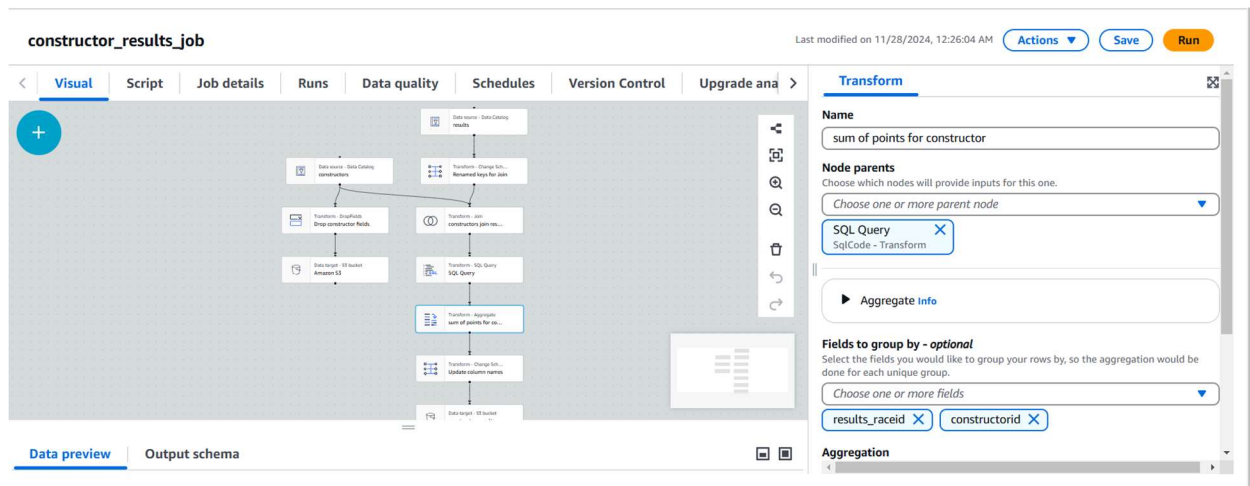 constructor_results_job
Last modified on 11/28/2024, 12:26:04 AM
Actions
Save
Run
Visual
Script
Job details
Runs
Data quality
Schedules
Version Control
Upgrade ana
Data source - Data Catalog
results
Data source - Data Catalog
constructors
Transform - Change Sch...
Renamed keys for Join
Transform - DropFields
Drop constructor fields
Transform - Join
constructors join res...
Data target - S3 bucket
Amazon S3
Transform - SQL Query
SQL Query
Transform - Aggregate
sum of points for co...
Transform - Change Sch...
Update column names
Data target - S3 bucket
Data preview
Output schema
Transform
Name
sum of points for constructor
Node parents
Choose which nodes will provide inputs for this one.
Choose one or more parent node
SQL Query
SqlCode - Transform
Aggregate Info
Fields to group by - optional
Select the fields you would like to group your rows by, so the aggregation would be
done for each unique group.
Choose one or more fields
results_raceid
constructorid
Aggregation